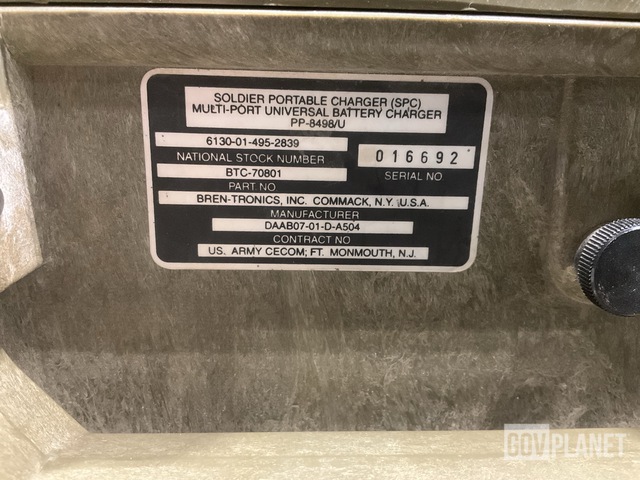 SOLDIER PORTABLE CHARGER (SPC)
MULTI-PORT UNIVERSAL BATTERY CHARGER
PP-8498/U
6130-01-495-2839
NATIONAL STOCK NUMBER
016692
SERIAL NO
BTC-70801
PART NO
BREN-TRONICS, INC. COMMACK, N.Y. U.S.A.
MANUFACTURER
DAAB07-01-D-A504
CONTRACT NO
US. ARMY CECOM; FT. MONMOUTH, N.J.
GOVPLANET